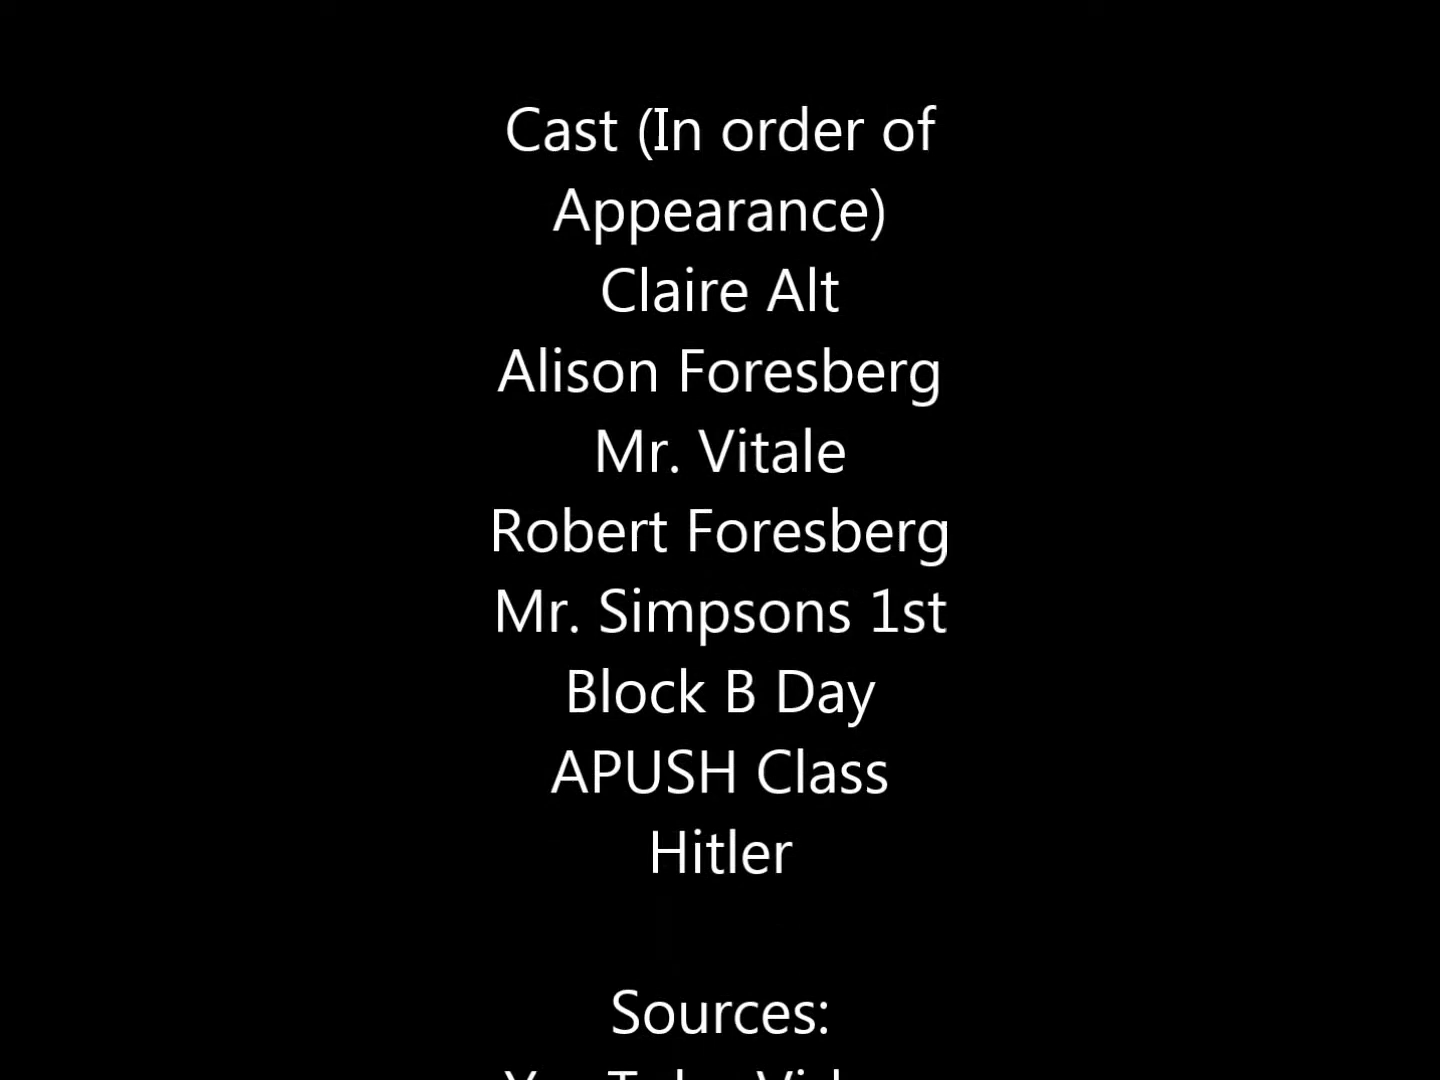 Cast (In order of
Appearance)
Claire Alt
Alison Foresberg
Mr. Vitale
Robert Foresberg
Mr. Simpsons 1st
Block B Day
APUSH Class
Hitler
Sources: